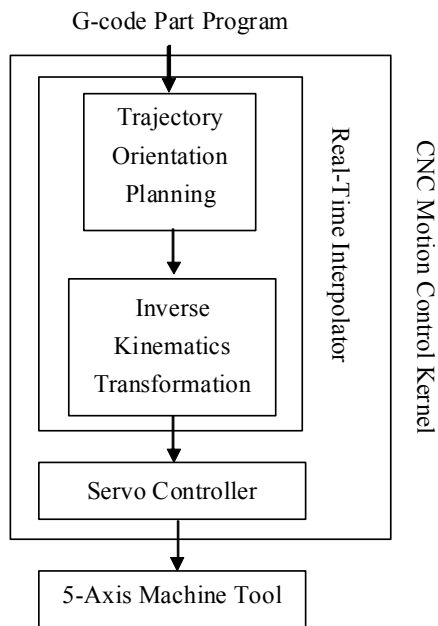 G-code Part Program
Trajectory
Orientation
Planning
Inverse
Kinematics
Transformation
Real-Time Interpolator
CNC Motion Control Kernel
Servo Controller
5-Axis Machine Tool